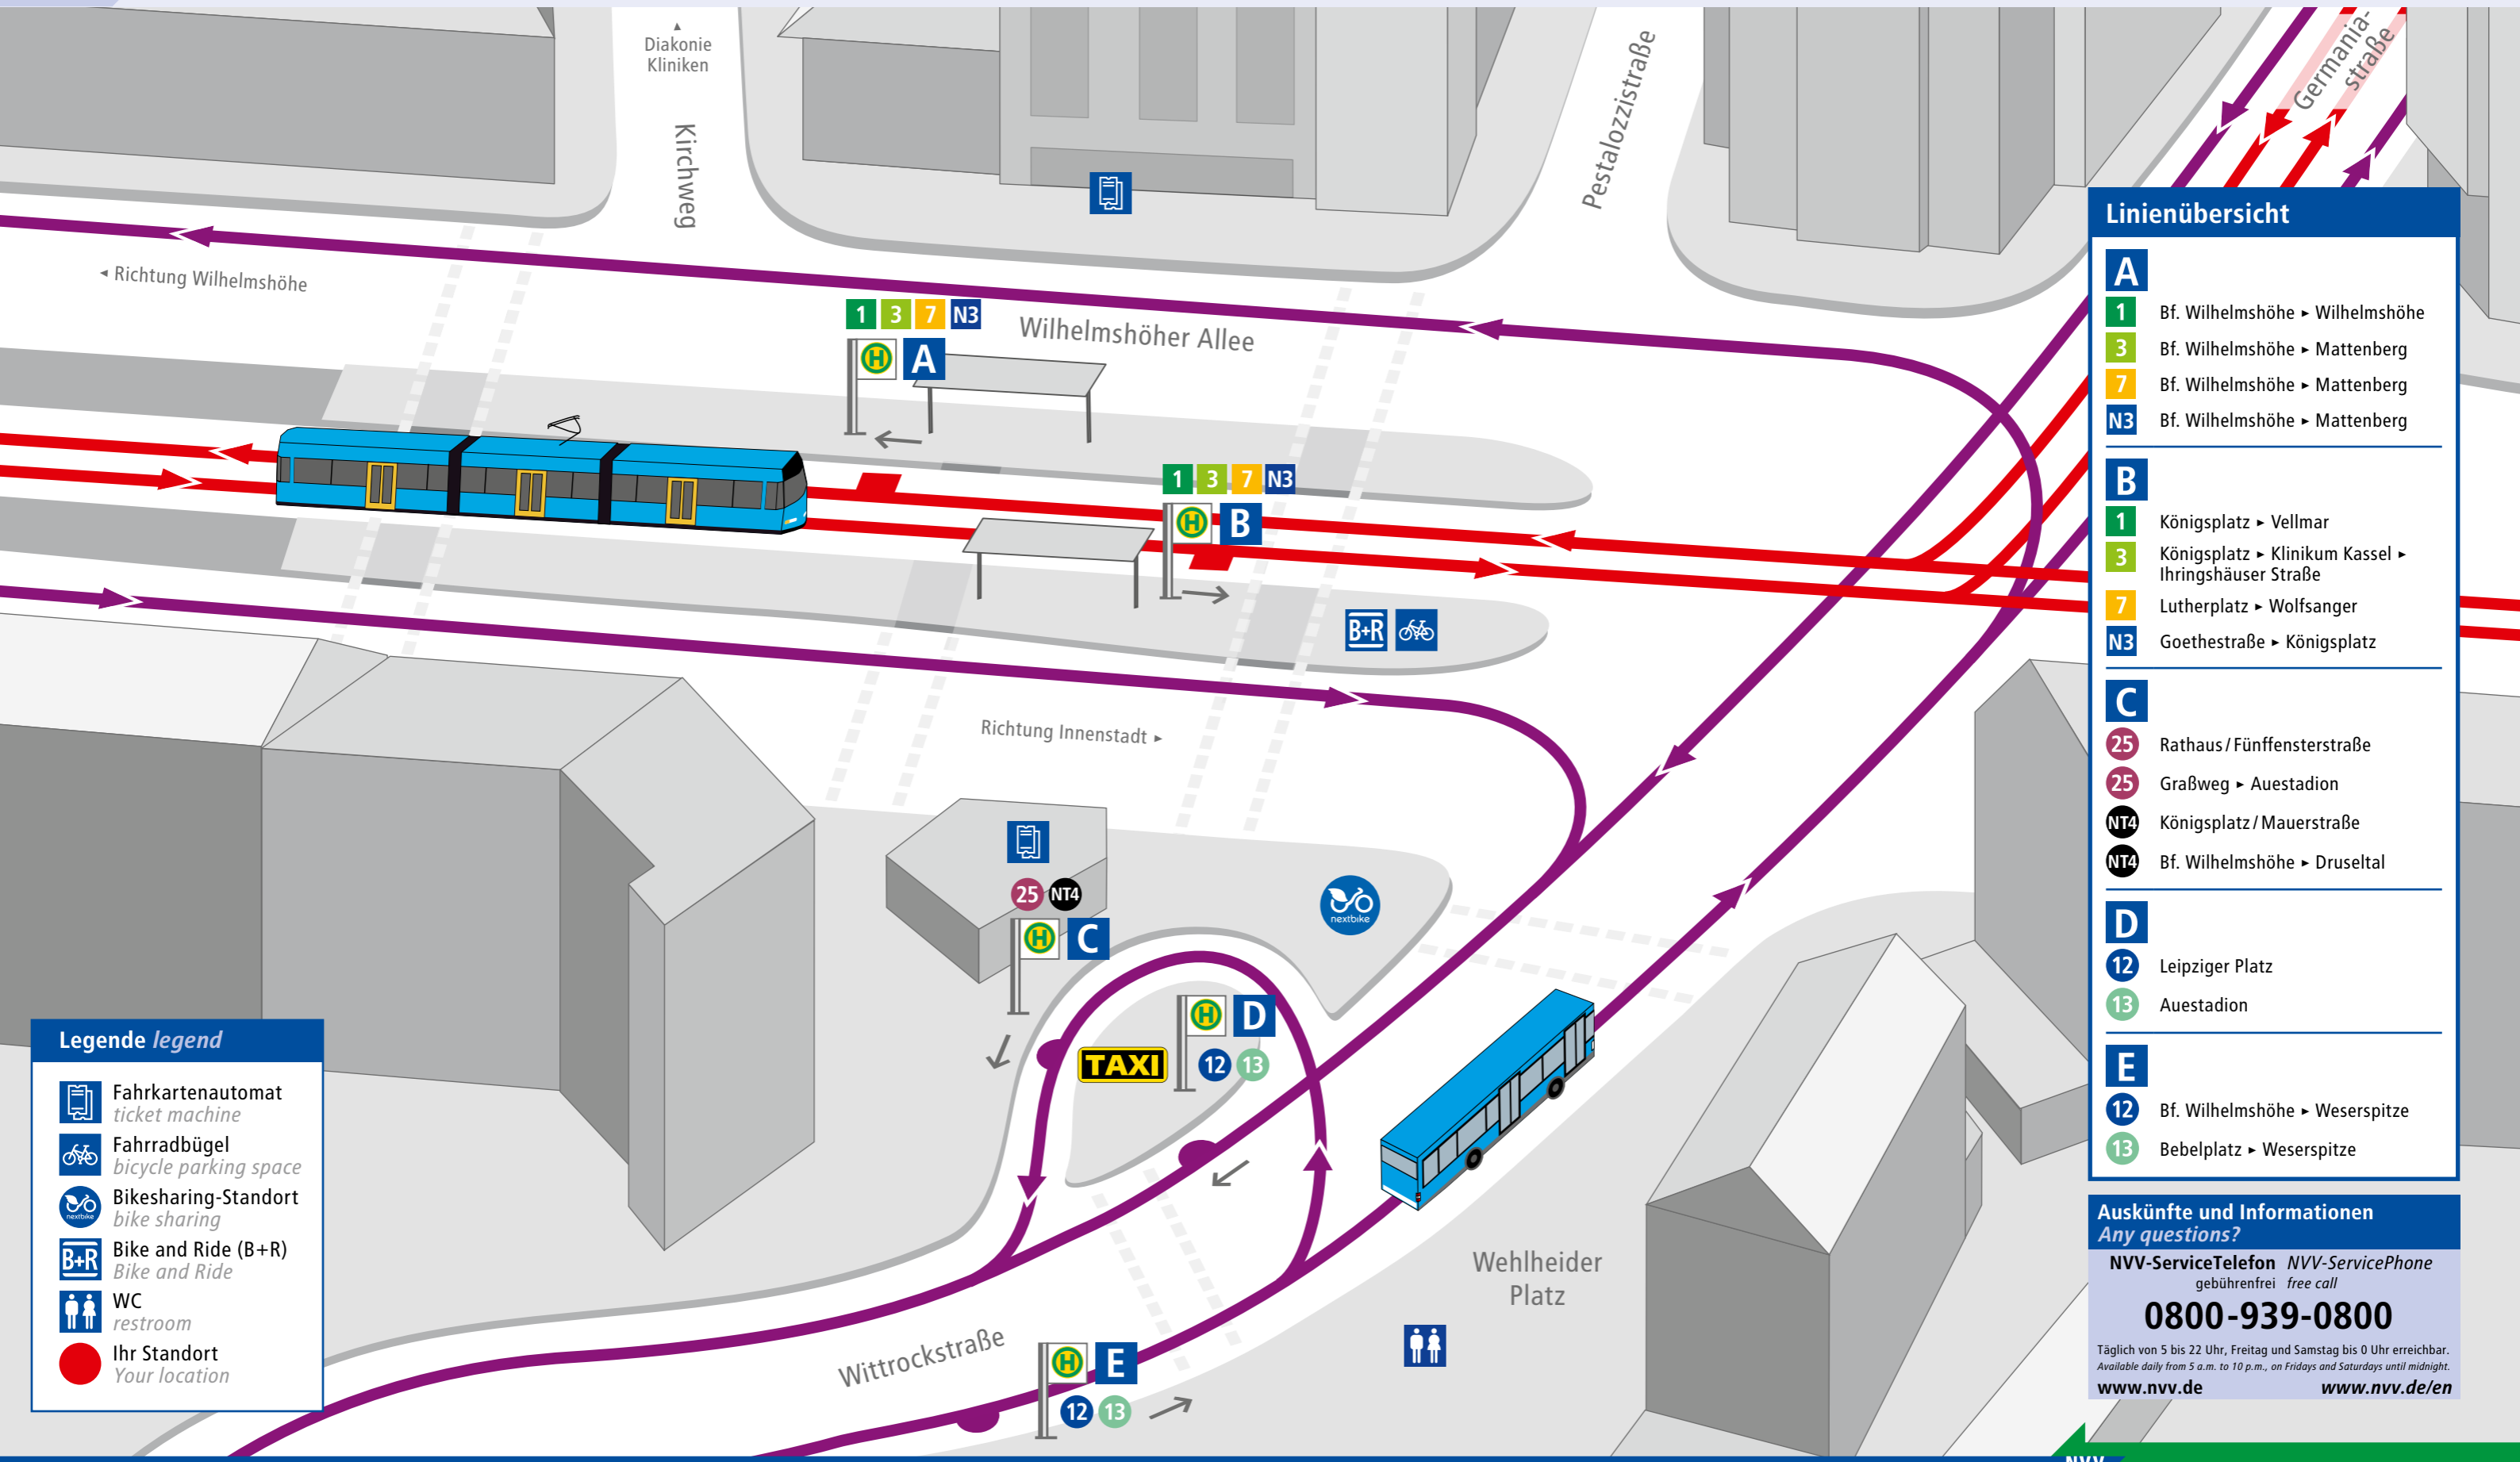 ▴
Diakonie
Kliniken
Kirchweg
Pestalozzistraße
Germania-
straße
◂ Richtung Wilhelmshöhe
1 3 7 N3
H A
Wilhelmshöher Allee
1 3 7 N3
H B
B+R
Richtung Innenstadt ▸
25 NT4
H C
nextbike
H D
TAXI
12 13
Wehlheider
Platz
Wittrockstraße
H E
12 13
Legende legend
Fahrkartenautomat
ticket machine
Fahrradbügel
bicycle parking space
Bikesharing-Standort
bike sharing
nextbike
B+R Bike and Ride (B+R)
Bike and Ride
WC
restroom
Ihr Standort
Your location
Linienübersicht
A
1 Bf. Wilhelmshöhe ▸ Wilhelmshöhe
3 Bf. Wilhelmshöhe ▸ Mattenberg
7 Bf. Wilhelmshöhe ▸ Mattenberg
N3 Bf. Wilhelmshöhe ▸ Mattenberg
B
1 Königsplatz ▸ Vellmar
3 Königsplatz ▸ Klinikum Kassel ▸
Ihringshäuser Straße
7 Lutherplatz ▸ Wolfsanger
N3 Goethestraße ▸ Königsplatz
C
25 Rathaus/Fünffensterstraße
25 Graßweg ▸ Auestadion
NT4 Königsplatz/Mauerstraße
NT4 Bf. Wilhelmshöhe ▸ Druseltal
D
12 Leipziger Platz
13 Auestadion
E
12 Bf. Wilhelmshöhe ▸ Weserspitze
13 Bebelplatz ▸ Weserspitze
Auskünfte und Informationen
Any questions?
NVV-ServiceTelefon NVV-ServicePhone
gebührenfrei free call
0800-939-0800
Täglich von 5 bis 22 Uhr, Freitag und Samstag bis 0 Uhr erreichbar.
Available daily from 5 a.m. to 10 p.m., on Fridays and Saturdays until midnight.
www.nvv.de www.nvv.de/en
NVV